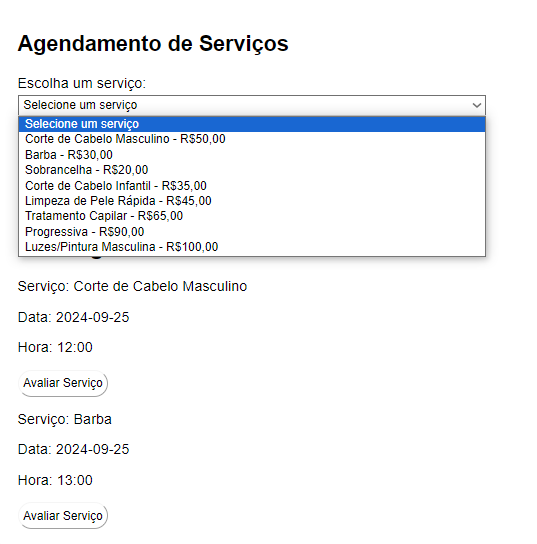 Agendamento de Serviços
Escolha um serviço:
Selecione um serviço
Selecione um serviço
Corte de Cabelo Masculino - R$50,00
Barba - R$30,00
Sobrancelha - R$20,00
Corte de Cabelo Infantil - R$35,00
Limpeza de Pele Rápida - R$45,00
Tratamento Capilar - R$65,00
Progressiva - R$90,00
Luzes/Pintura Masculina - R$100,00
Serviço: Corte de Cabelo Masculino
Data: 2024-09-25
Hora: 12:00
Avaliar Serviço
Serviço: Barba
Data: 2024-09-25
Hora: 13:00
Avaliar Serviço